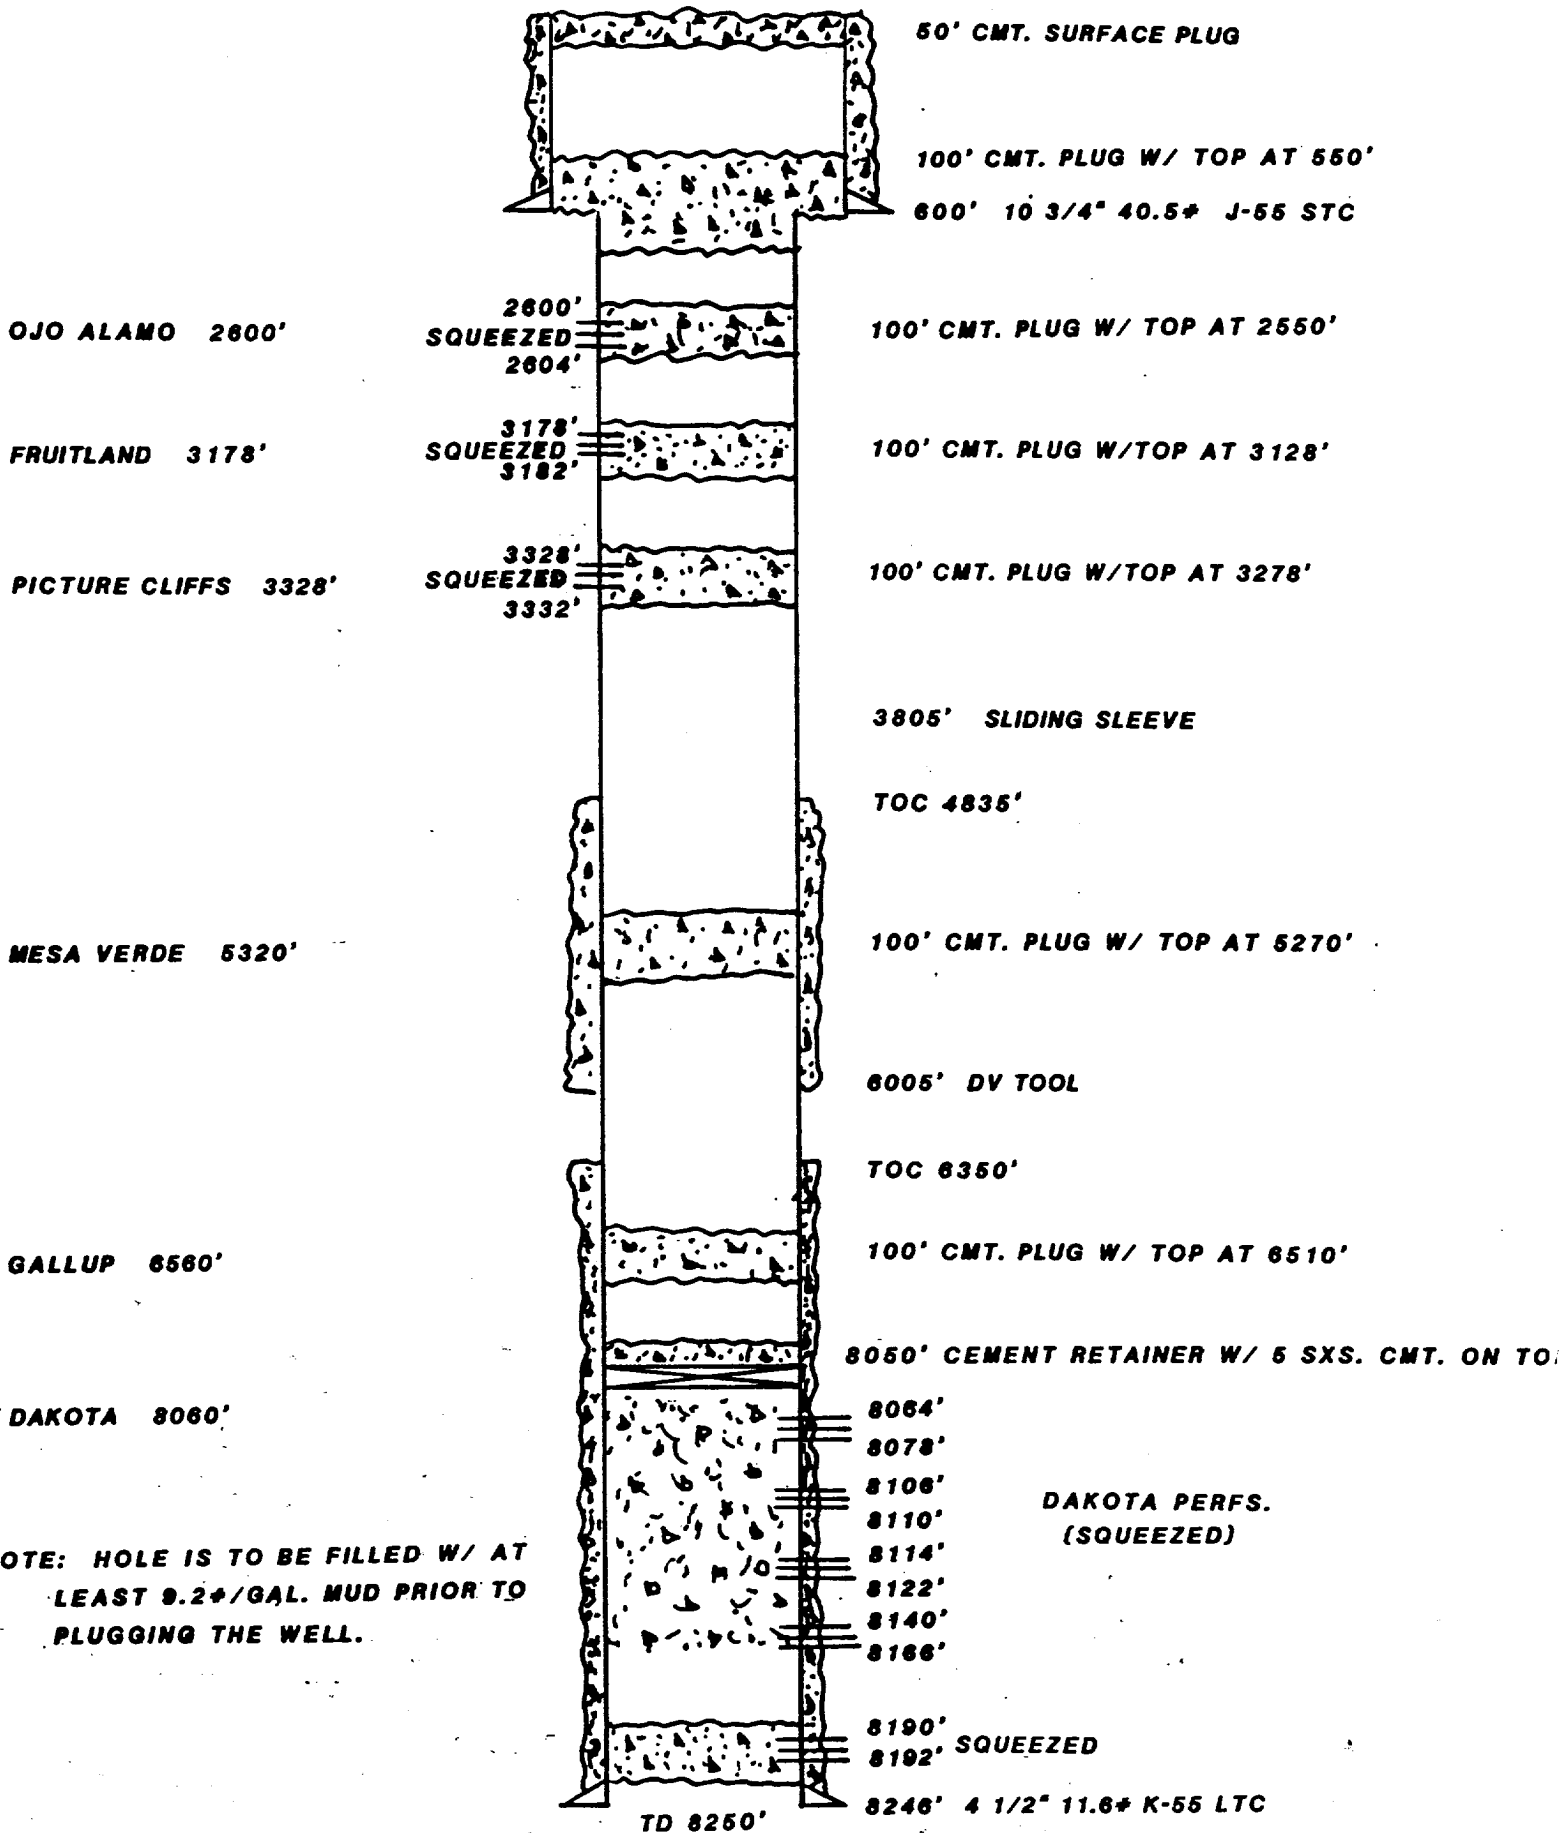 50' CMT. SURFACE PLUG
100' CMT. PLUG W/ TOP AT 550'
600' 10 3/4" 40.5# J-55 STC
OJO ALAMO 2600'
2600'
SQUEEZED
2604'
100' CMT. PLUG W/ TOP AT 2550'
FRUITLAND 3178'
3178'
SQUEEZED
3182'
100' CMT. PLUG W/TOP AT 3128'
PICTURE CLIFFS 3328'
3328'
SQUEEZED
3332'
100' CMT. PLUG W/TOP AT 3278'
3805' SLIDING SLEEVE
TOC 4835'
MESA VERDE 5320'
100' CMT. PLUG W/ TOP AT 5270'
6005' DV TOOL
TOC 6350'
GALLUP 6560'
100' CMT. PLUG W/ TOP AT 6510'
8050' CEMENT RETAINER W/ 5 SXS. CMT. ON TO
DAKOTA 8060'
8064'
8078'
8106'
8110'
8114'
8122'
8140'
8166'
DAKOTA PERFS.
(SQUEEZED)
OTE: HOLE IS TO BE FILLED W/ AT
LEAST 9.2#/GAL. MUD PRIOR TO
PLUGGING THE WELL.
8190'
8192'
SQUEEZED
8246' 4 1/2" 11.6# K-55 LTC
TD 8250'